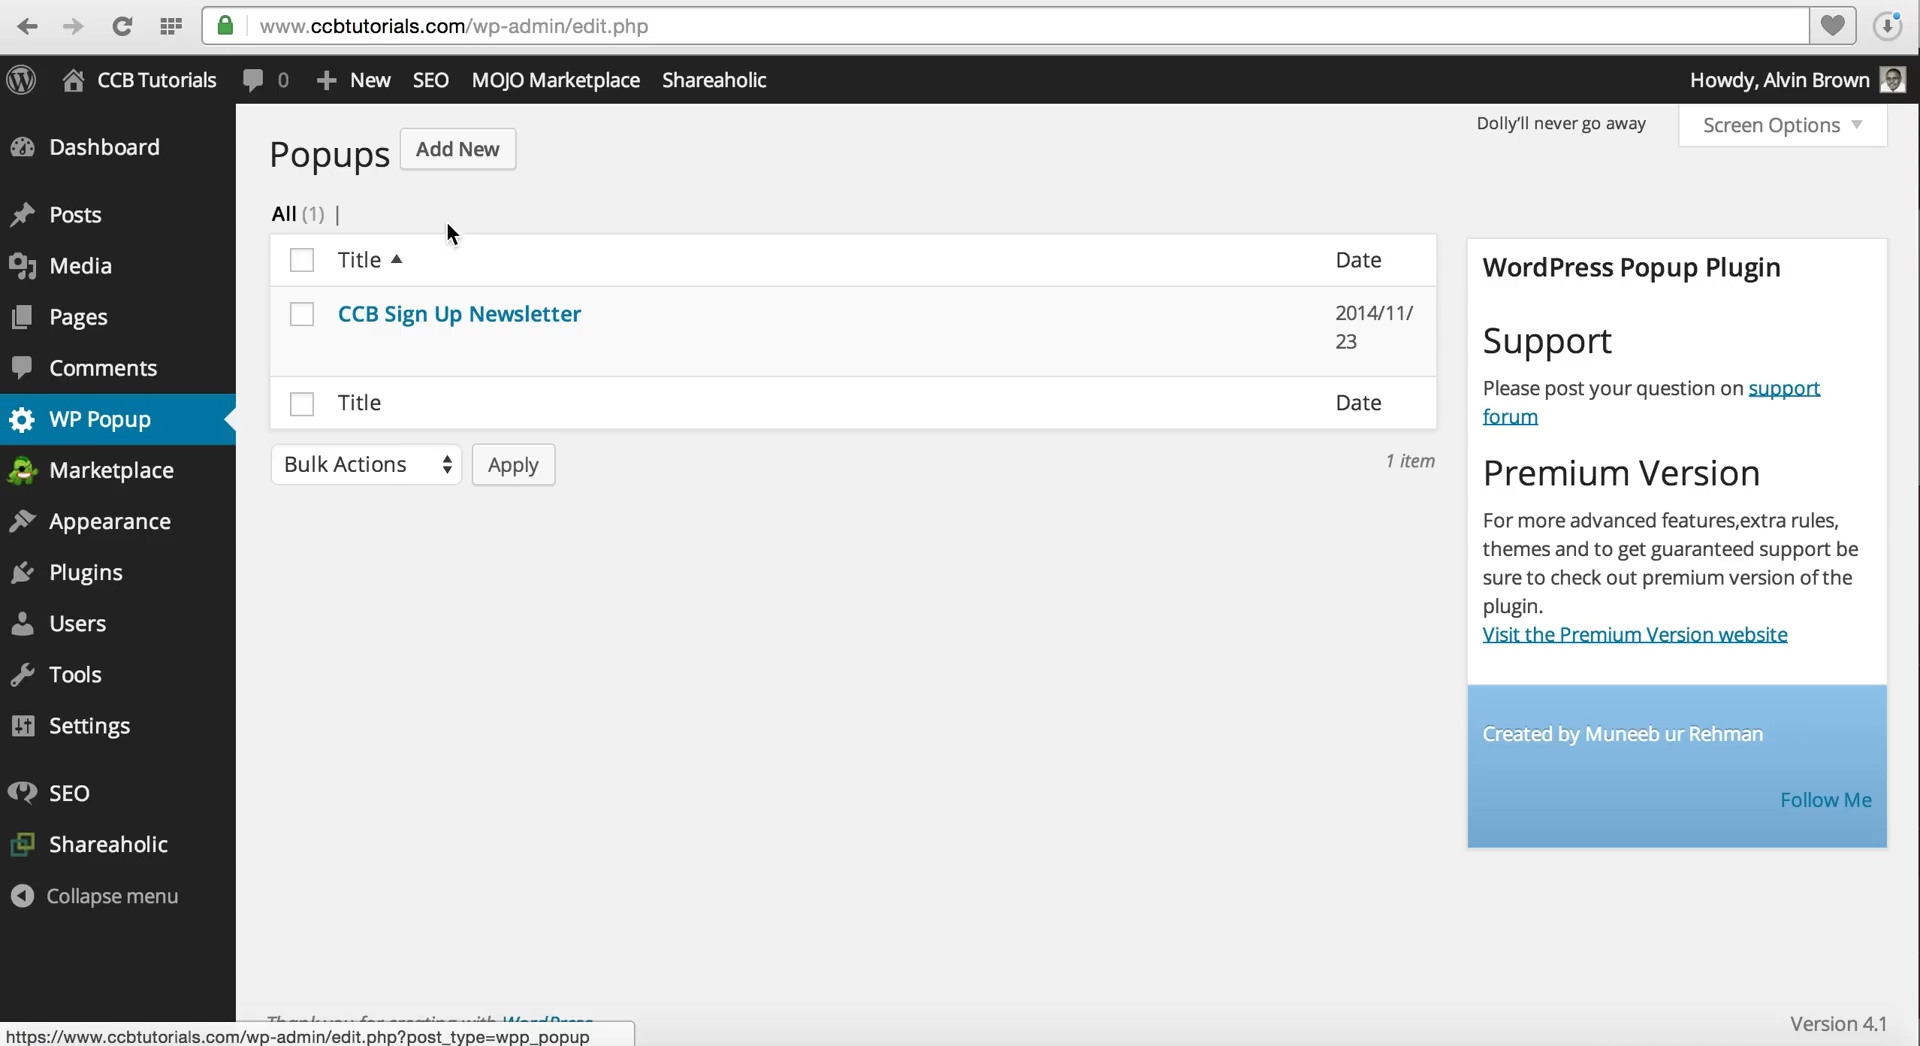 www.ccbtutorials.com/wp-admin/edit.php
CCB Tutorials 0 New SEO MOJO Marketplace Shareaholic Howdy, Alvin Brown
Dashboard
Posts
Media
Pages
Comments
WP Popup
Marketplace
Appearance
Plugins
Users
Tools
Settings
SEO
Shareaholic
Collapse menu
Dolly'll never go away
Screen Options
Popups Add New
All (1) |
Title Date
CCB Sign Up Newsletter 2014/11/
23
Title Date
Bulk Actions Apply 1 item
WordPress Popup Plugin
Support
Please post your question on support
forum
Premium Version
For more advanced features,extra rules,
themes and to get guaranteed support be
sure to check out premium version of the
plugin.
Visit the Premium Version website
Created by Muneeb ur Rehman
Follow Me
Thank you for creating with WordPress
Version 4.1
https://www.ccbtutorials.com/wp-admin/edit.php?post_type=wpp_popup